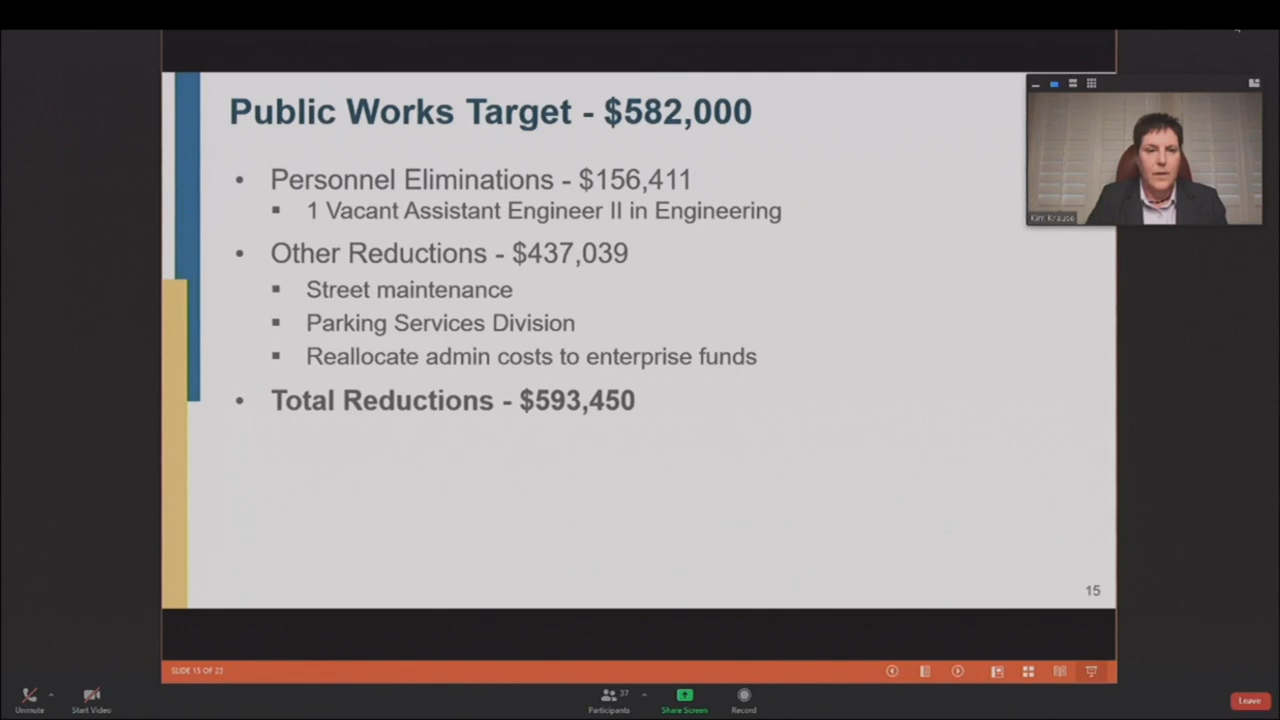 Public Works Target - $582,000
• Personnel Eliminations - $156,411
▪ 1 Vacant Assistant Engineer II in Engineering
• Other Reductions - $437,039
▪ Street maintenance
▪ Parking Services Division
▪ Reallocate admin costs to enterprise funds
• Total Reductions - $593,450
15
Kim Krause
SLIDE 15 OF 23
Unmute
Start Video
37
Participants
Share Screen
Record
Leave